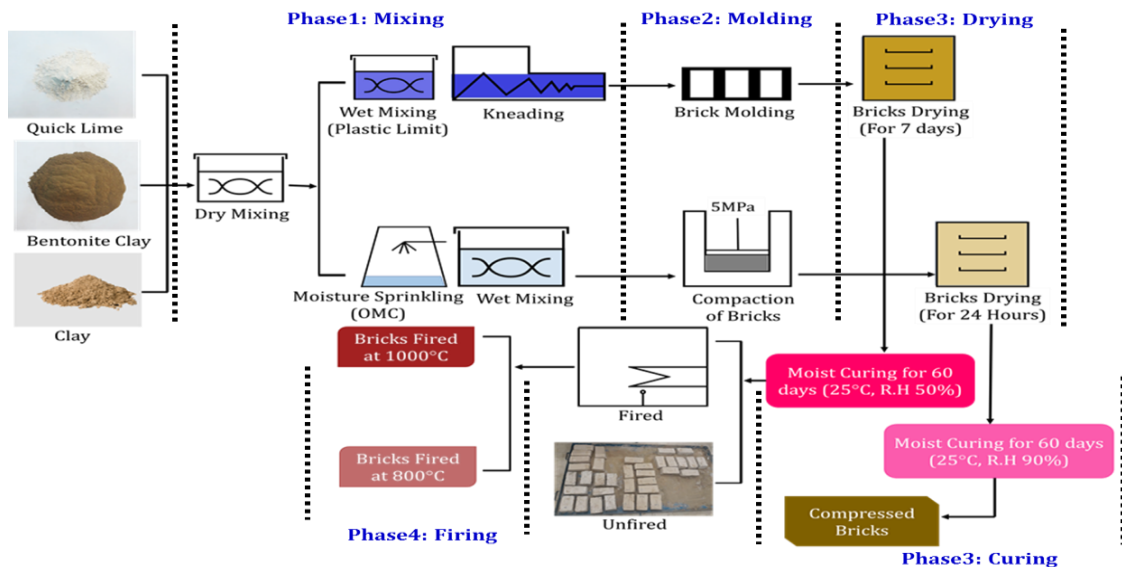 Phase1: Mixing
Phase2: Molding
Phase3: Drying
Quick Lime
Bentonite Clay
Clay
Dry Mixing
Wet Mixing
(Plastic Limit)
Kneading
Brick Molding
Bricks Drying
(For 7 days)
Moisture Sprinkling
(OMC)
Wet Mixing
5MPa
Compaction
of Bricks
Bricks Drying
(For 24 Hours)
Bricks Fired
at 1000°C
Fired
Moist Curing for 60
days (25°C, R.H 50%)
Bricks Fired
at 800°C
Unfired
Moist Curing for 60 days
(25°C, R.H 90%)
Compressed
Bricks
Phase4: Firing
Phase3: Curing